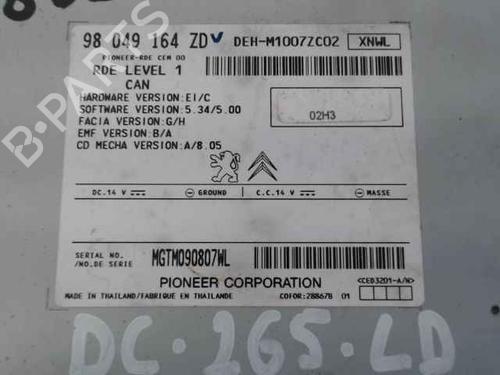 98 049 164 ZD DEH-M1007ZC02 XNWL
PIONEER-RDE CEM 00
RDE LEVEL 1
CAN
HARDWARE VERSION:EI/C
SOFTWARE VERSION:5.34/5.00
FACIA VERSION:G/H
EMF VERSION:B/A
CD MECHA VERSION:A/8.05
02H3
DC.14 V GROUND C.C.14 V MASSE
SERIAL NO.
/NO.DE SERIE
MGTM090807WL
PIONEER CORPORATION
<CED3201-A/N>
MADE IN THAILAND/FABRIQUE EN THAILANDE COFOR:28867B 01
DC·265·LD
B-PARTS